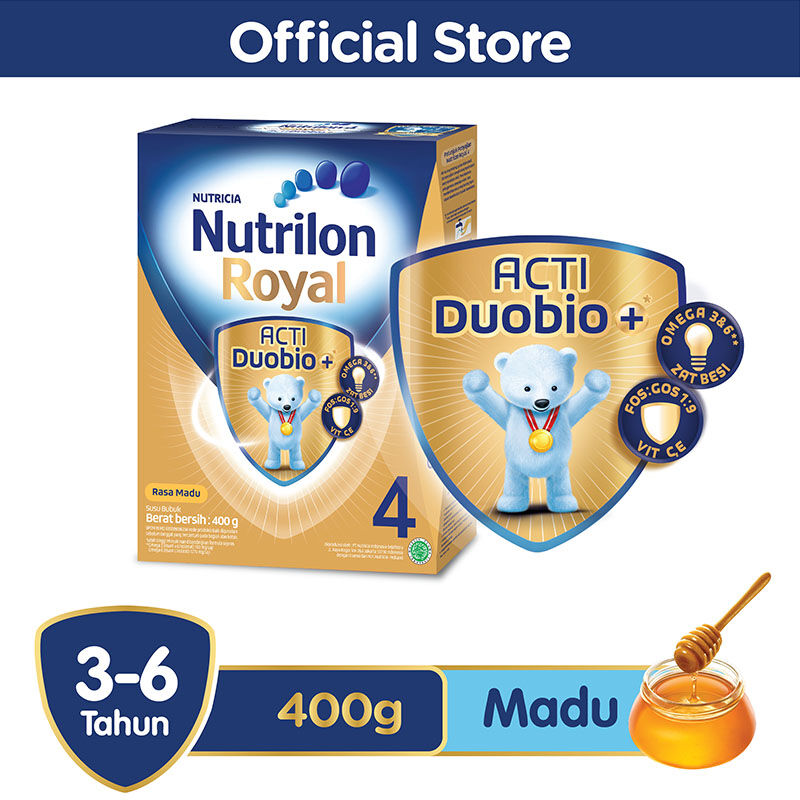 Official Store
NUTRICIA
Nutrilon
Royal
ACTI
DUOBIO +
OMEGA 3&6**
ZAT BESI
FOS:GOS 1:9
VIT C,E
Rasa Madu
Susu Bubuk
Berat bersih : 400 g
4
ACTI
DUOBIO +*
OMEGA 3&6**
ZAT BESI
FOS:GOS 1:9
VIT C,E
3-6
Tahun
400g
Madu